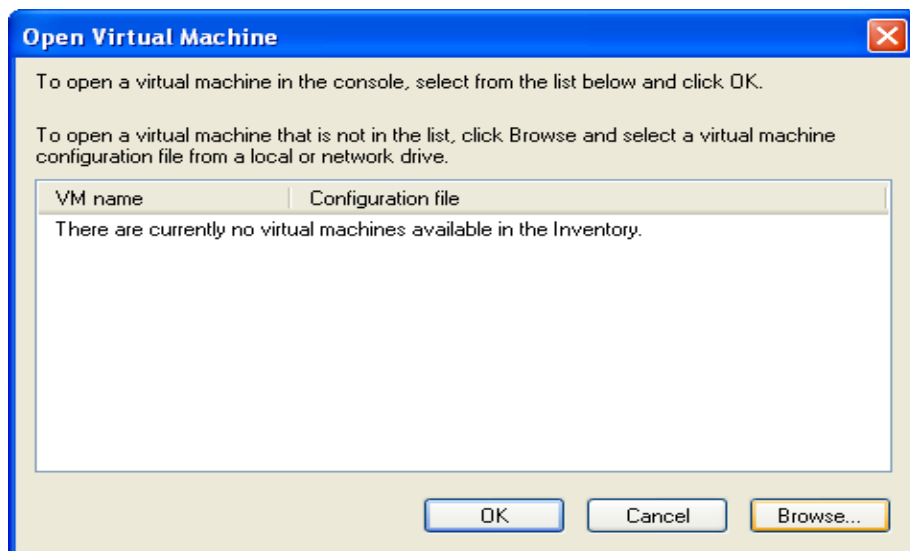 Open Virtual Machine
To open a virtual machine in the console, select from the list below and click OK.
To open a virtual machine that is not in the list, click Browse and select a virtual machine
configuration file from a local or network drive.
VM name Configuration file
There are currently no virtual machines available in the Inventory.
OK Cancel Browse...